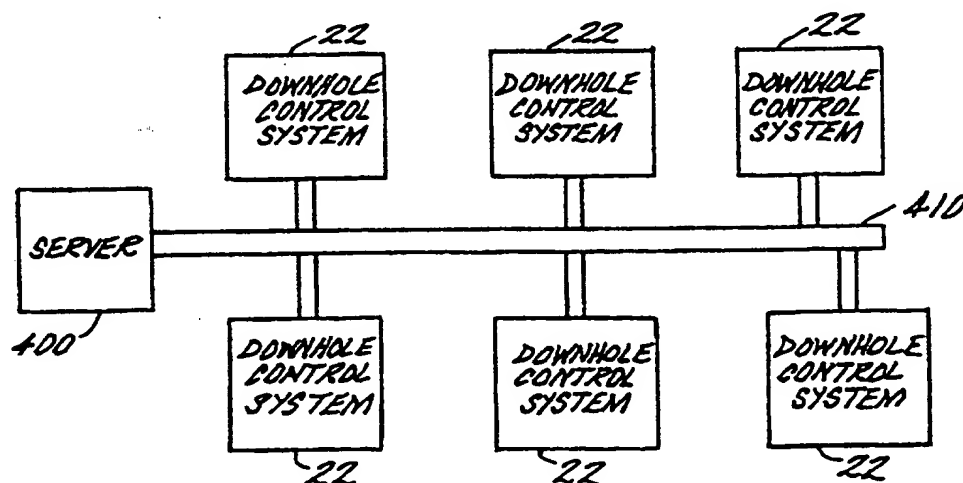 22
22
22
DOWNHOLE
CONTROL
SYSTEM
DOWNHOLE
CONTROL
SYSTEM
DOWNHOLE
CONTROL
SYSTEM
410
SERVER
400
DOWNHOLE
CONTROL
SYSTEM
DOWNHOLE
CONTROL
SYSTEM
DOWNHOLE
CONTROL
SYSTEM
22
22
22